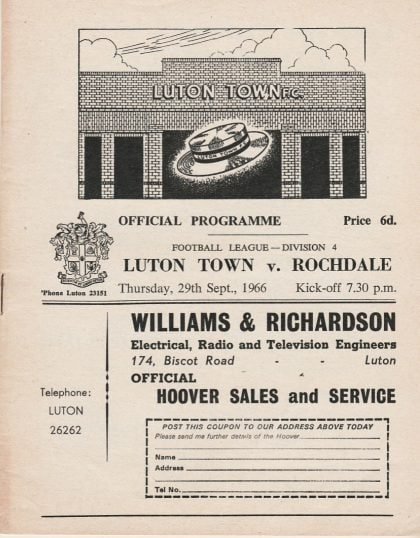 LUTON TOWN F.C.
LUTON TOWN
OFFICIAL PROGRAMME Price 6d.
FOOTBALL LEAGUE — DIVISION 4
LUTON TOWN v. ROCHDALE
'Phone Luton 23151
Thursday, 29th Sept., 1966 Kick-off 7.30 p.m.
WILLIAMS & RICHARDSON
Electrical, Radio and Television Engineers
174, Biscot Road - - Luton
OFFICIAL
HOOVER SALES and SERVICE
Telephone:
LUTON
26262
POST THIS COUPON TO OUR ADDRESS ABOVE TODAY
Please send me further details of the Hoover
Name
Address
Tel No.